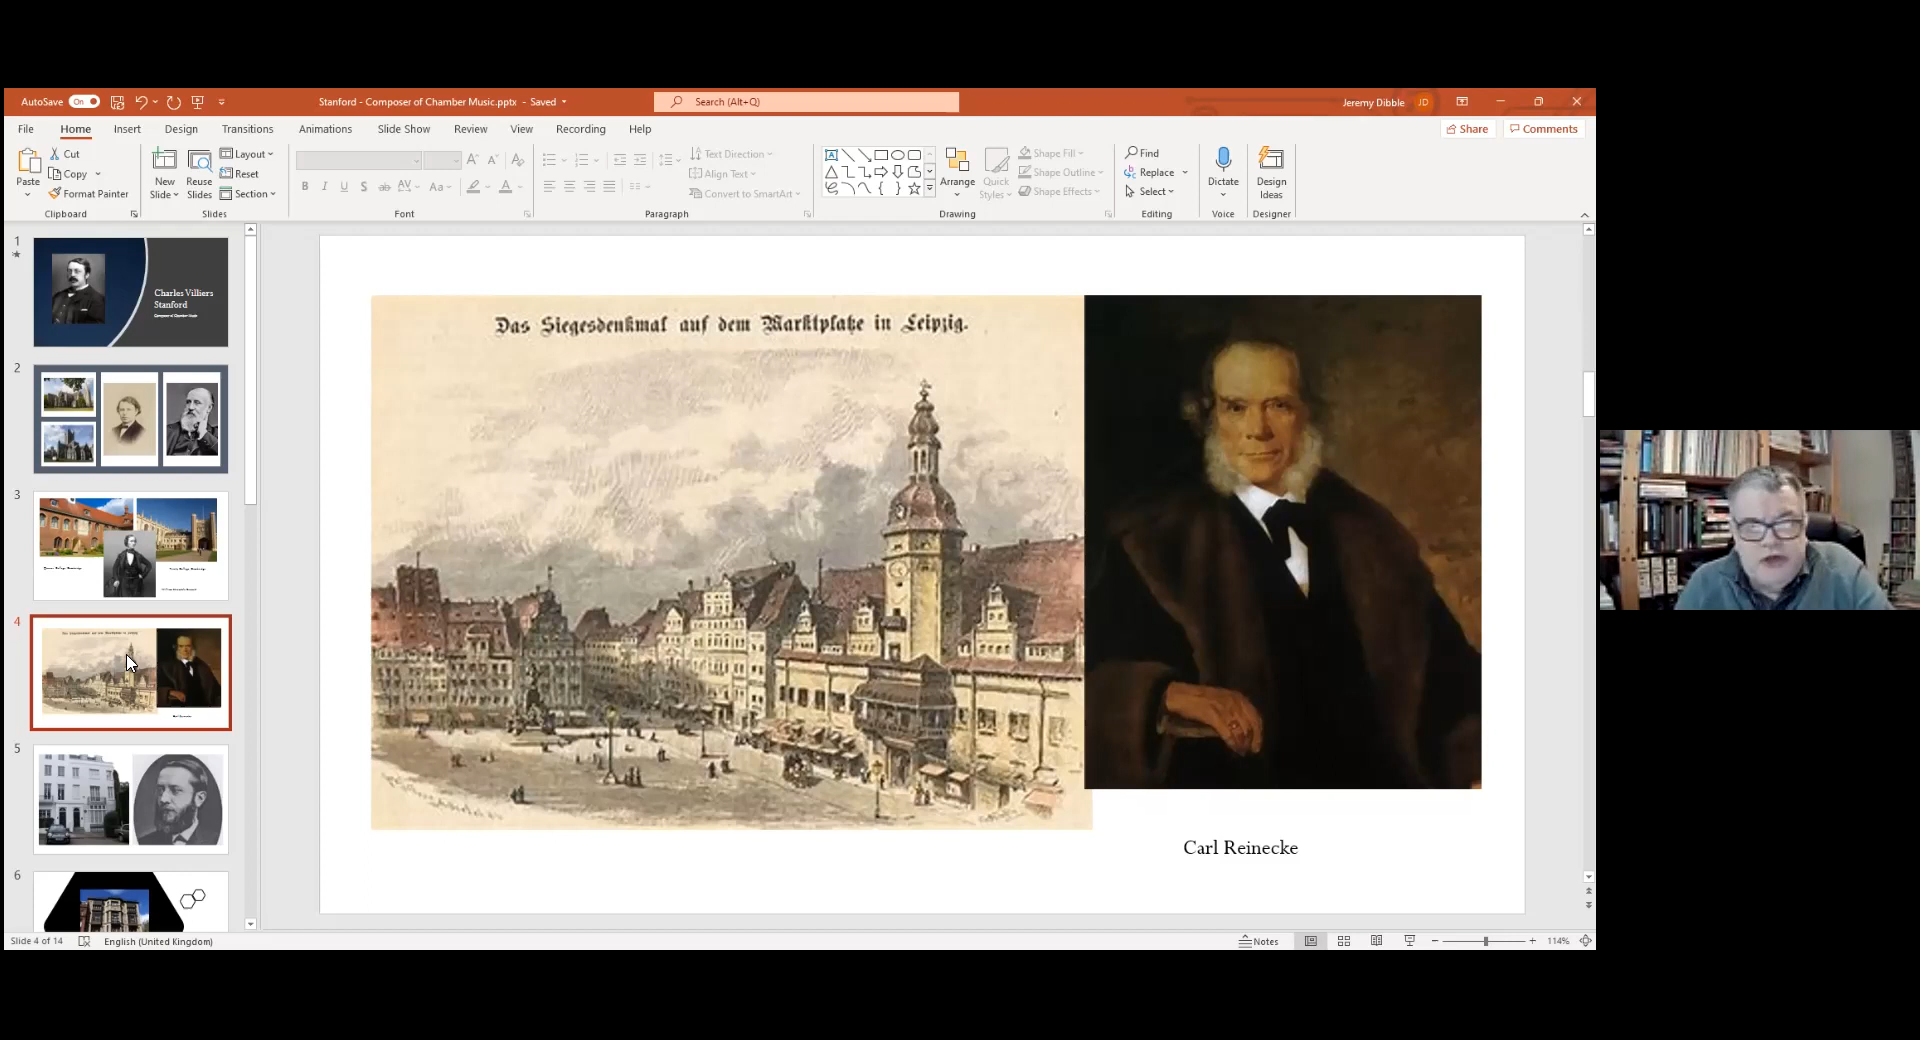 AutoSave On
Stanford - Composer of Chamber Music.pptx - Saved
Search (Alt+Q)
Jeremy Dibble JD
File Home Insert Design Transitions Animations Slide Show Review View Recording Help
Share Comments
Paste
Cut
Copy
Format Painter
Clipboard
New Slide
Reuse Slides
Layout
Reset
Section
Slides
Font
Text Direction
Align Text
Convert to SmartArt
Paragraph
Arrange
Quick Styles
Shape Fill
Shape Outline
Shape Effects
Drawing
Find
Replace
Select
Editing
Dictate
Voice
Design Ideas
Designer
1
Charles Villiers
Stanford
Composer of Chamber Music
2
3
4
5
6
Das Siegesdenkmal auf dem Marktplatze in Leipzig.
Carl Reinecke
Slide 4 of 14
English (United Kingdom)
Notes
114%